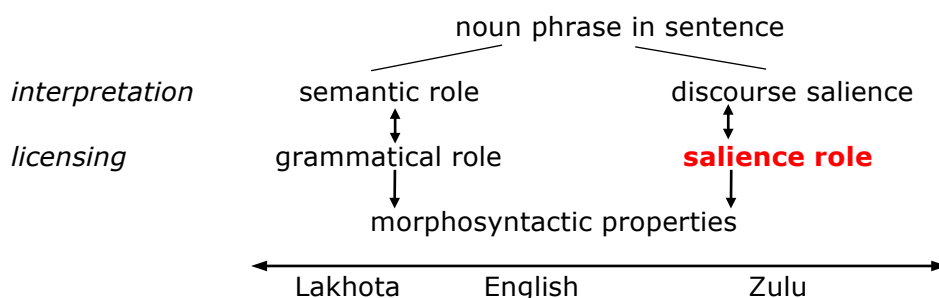 noun phrase in sentence
interpretation semantic role discourse salience
licensing grammatical role salience role
morphosyntactic properties
Lakhota English Zulu